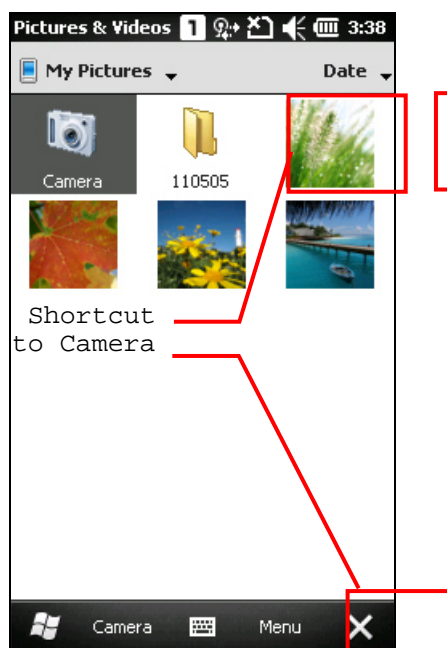 Pictures & Videos 1 3:38
My Pictures Date
Camera 110505
Shortcut
to Camera
Camera Menu